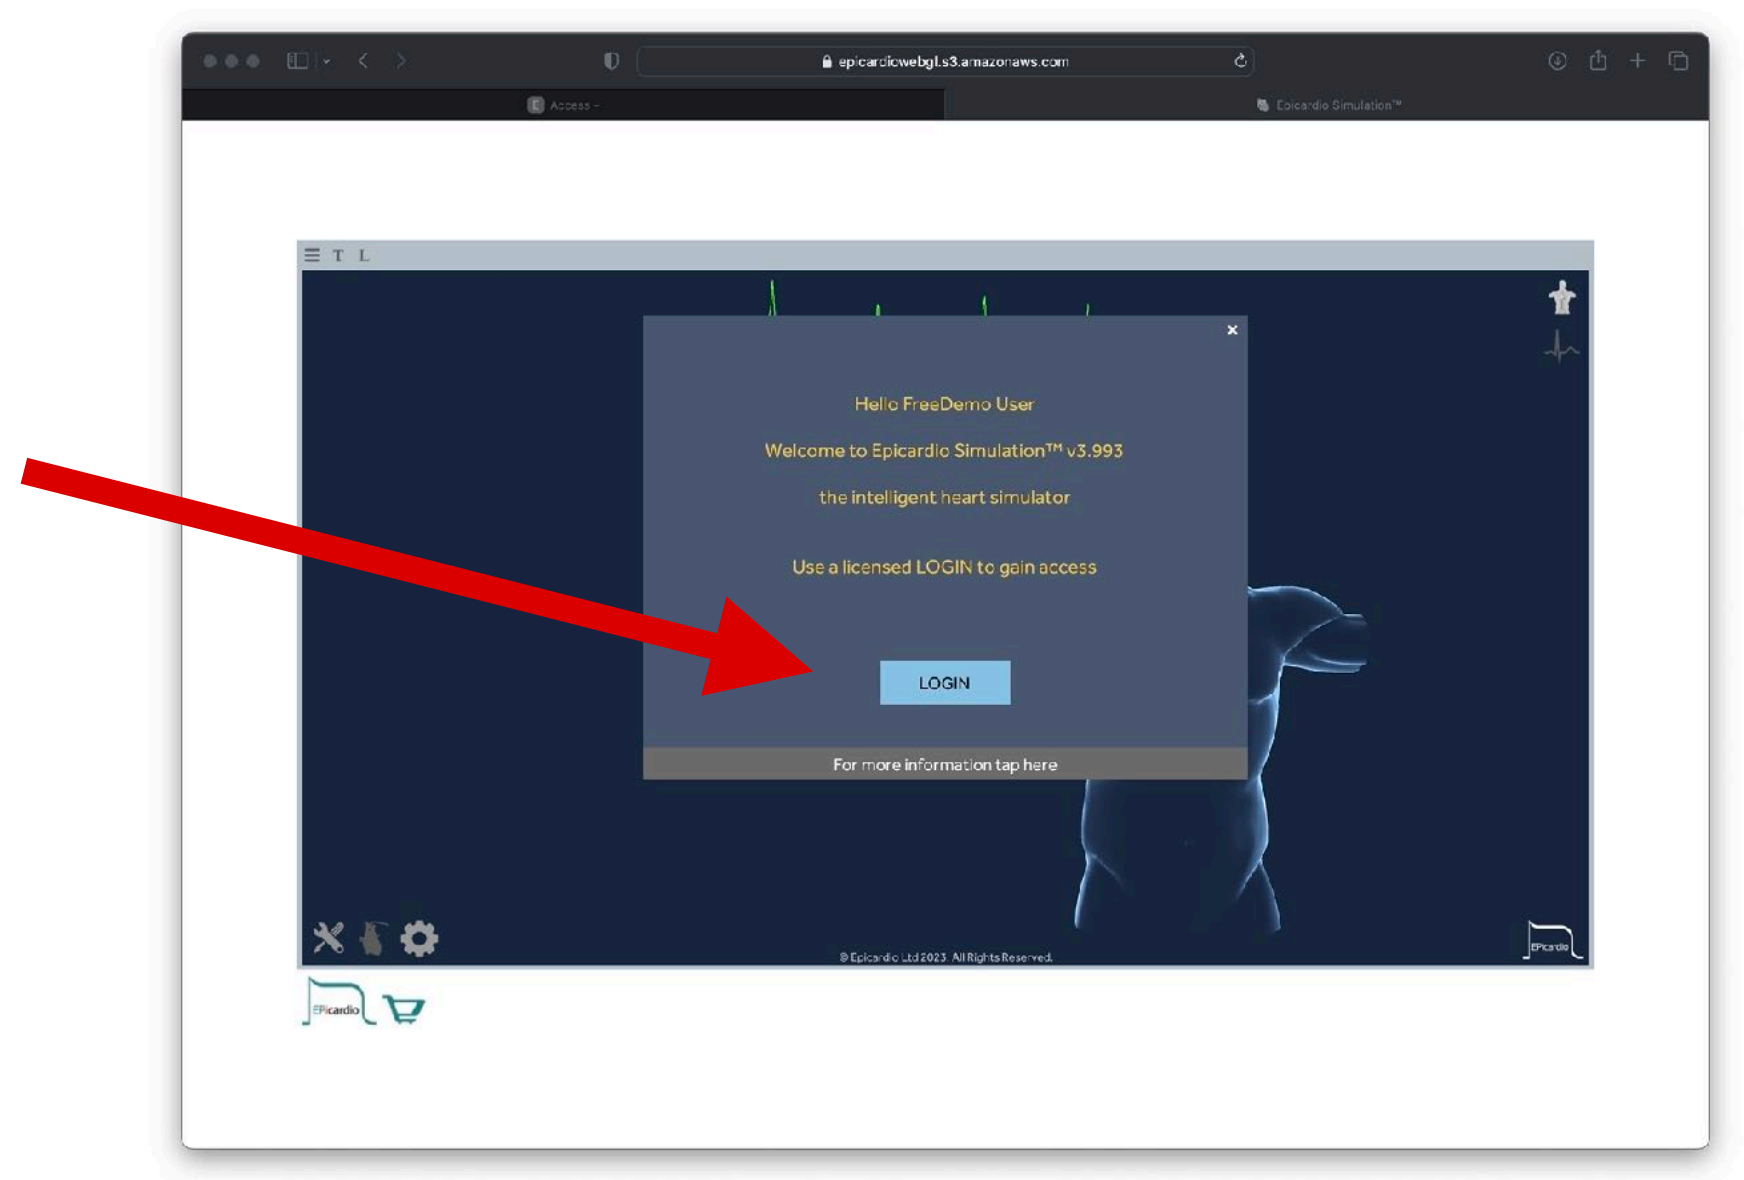 epicardiowebgl.s3.amazonaws.com
E Access –
Epicardio Simulation™
T L
×
Hello FreeDemo User
Welcome to Epicardio Simulation™ v3.993
the intelligent heart simulator
Use a licensed LOGIN to gain access
LOGIN
For more information tap here
© Epicardio Ltd 2023. All Rights Reserved.
EPicardio
EPicardio